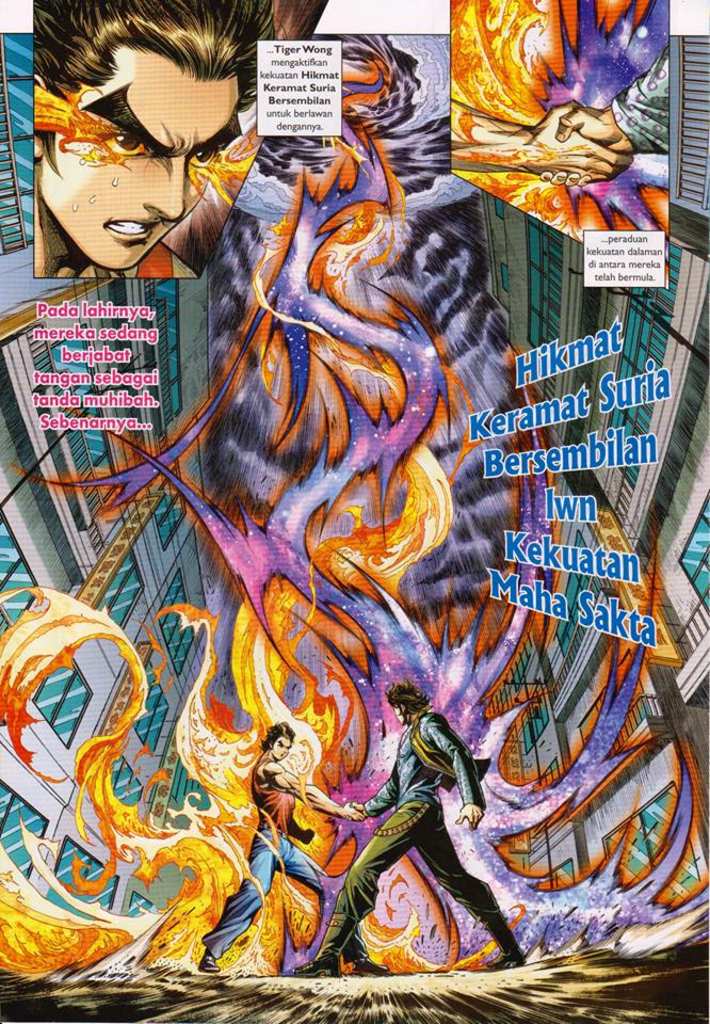 ...Tiger Wong
mengaktifkan
kekuatan Hikmat
Keramat Suria
Bersembilan
untuk berlawan
dengannya.
...peraduan
kekuatan dalaman
di antara mereka
telah bermula.
Pada lahirnya,
mereka sedang
berjabat
tangan sebagai
tanda muhibah.
Sebenarnya...
Hikmat
Keramat Suria
Bersembilan
lwn
Kekuatan
Maha Sakta